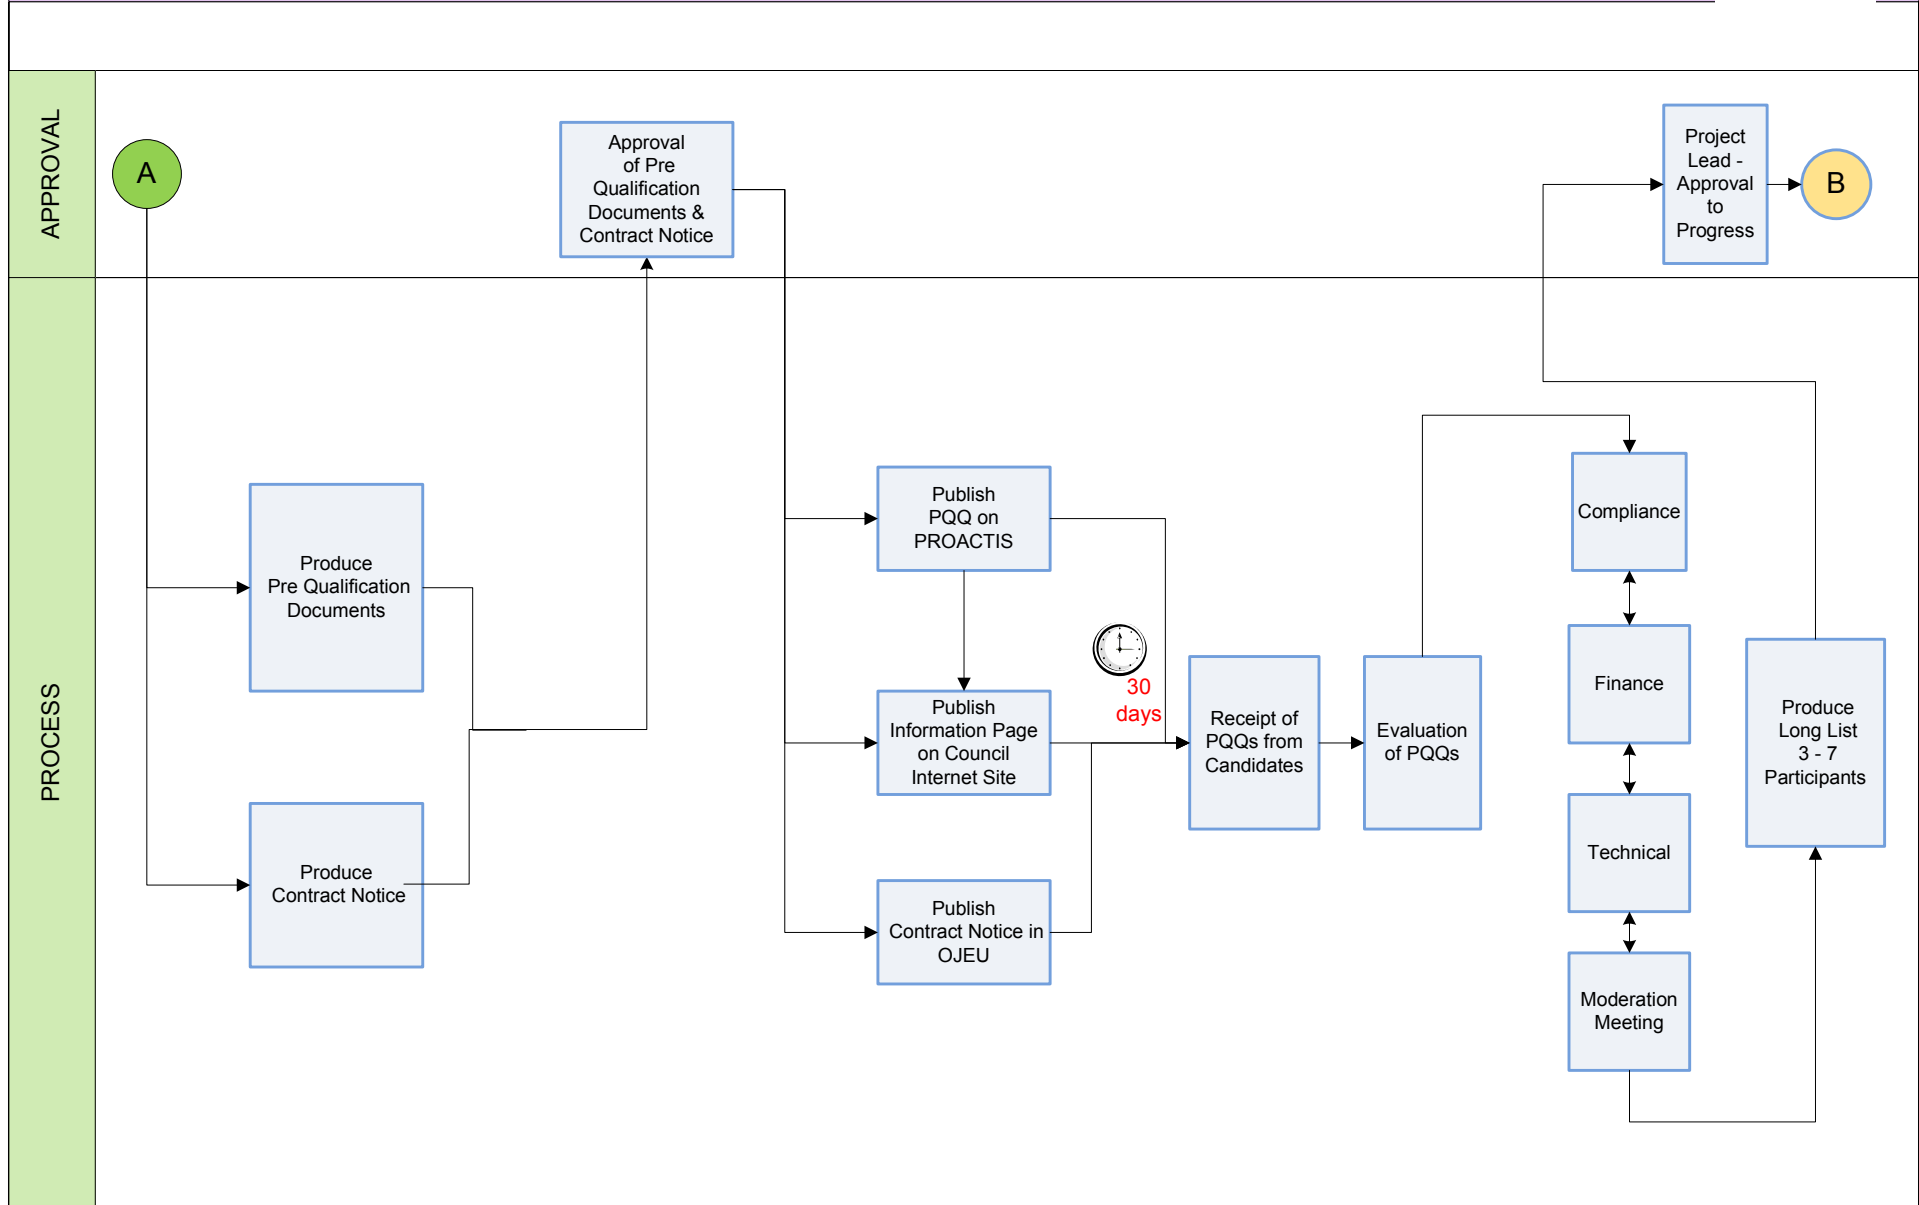 APPROVAL
A
Approval
of Pre
Qualification
Documents &
Contract Notice
Project
Lead -
Approval
to
Progress
B
PROCESS
Produce
Pre Qualification
Documents
Produce
Contract Notice
Publish
PQQ on
PROACTIS
Publish
Information Page
on Council
Internet Site
Publish
Contract Notice in
OJEU
30
days
Receipt of
PQQs from
Candidates
Evaluation
of PQQs
Compliance
Finance
Technical
Moderation
Meeting
Produce
Long List
3 - 7
Participants